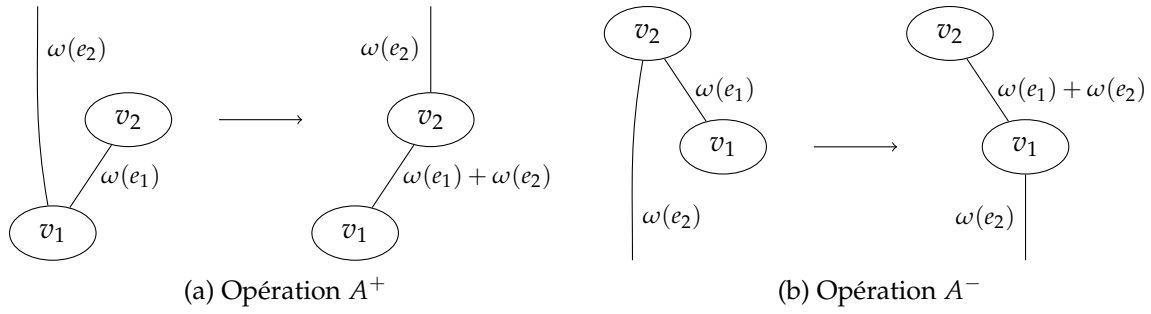 ω(e₂)
v₂
ω(e₁)
v₁
ω(e₂)
v₂
ω(e₁) + ω(e₂)
v₁
(a) Opération A⁺
v₂
ω(e₁)
v₁
ω(e₂)
v₂
ω(e₁) + ω(e₂)
v₁
ω(e₂)
(b) Opération A⁻